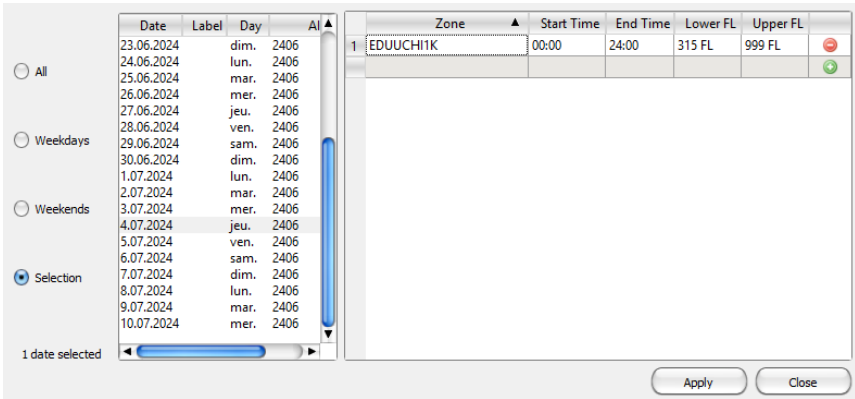 Date Label Day AI
23.06.2024 dim. 2406
24.06.2024 lun. 2406
25.06.2024 mar. 2406
26.06.2024 mer. 2406
27.06.2024 jeu. 2406
28.06.2024 ven. 2406
29.06.2024 sam. 2406
30.06.2024 dim. 2406
1.07.2024 lun. 2406
2.07.2024 mar. 2406
3.07.2024 mer. 2406
4.07.2024 jeu. 2406
5.07.2024 ven. 2406
6.07.2024 sam. 2406
7.07.2024 dim. 2406
8.07.2024 lun. 2406
9.07.2024 mar. 2406
10.07.2024 mer. 2406
All
Weekdays
Weekends
Selection
1 date selected
Zone Start Time End Time Lower FL Upper FL
1 EDUUCHI1K 00:00 24:00 315 FL 999 FL
Apply Close